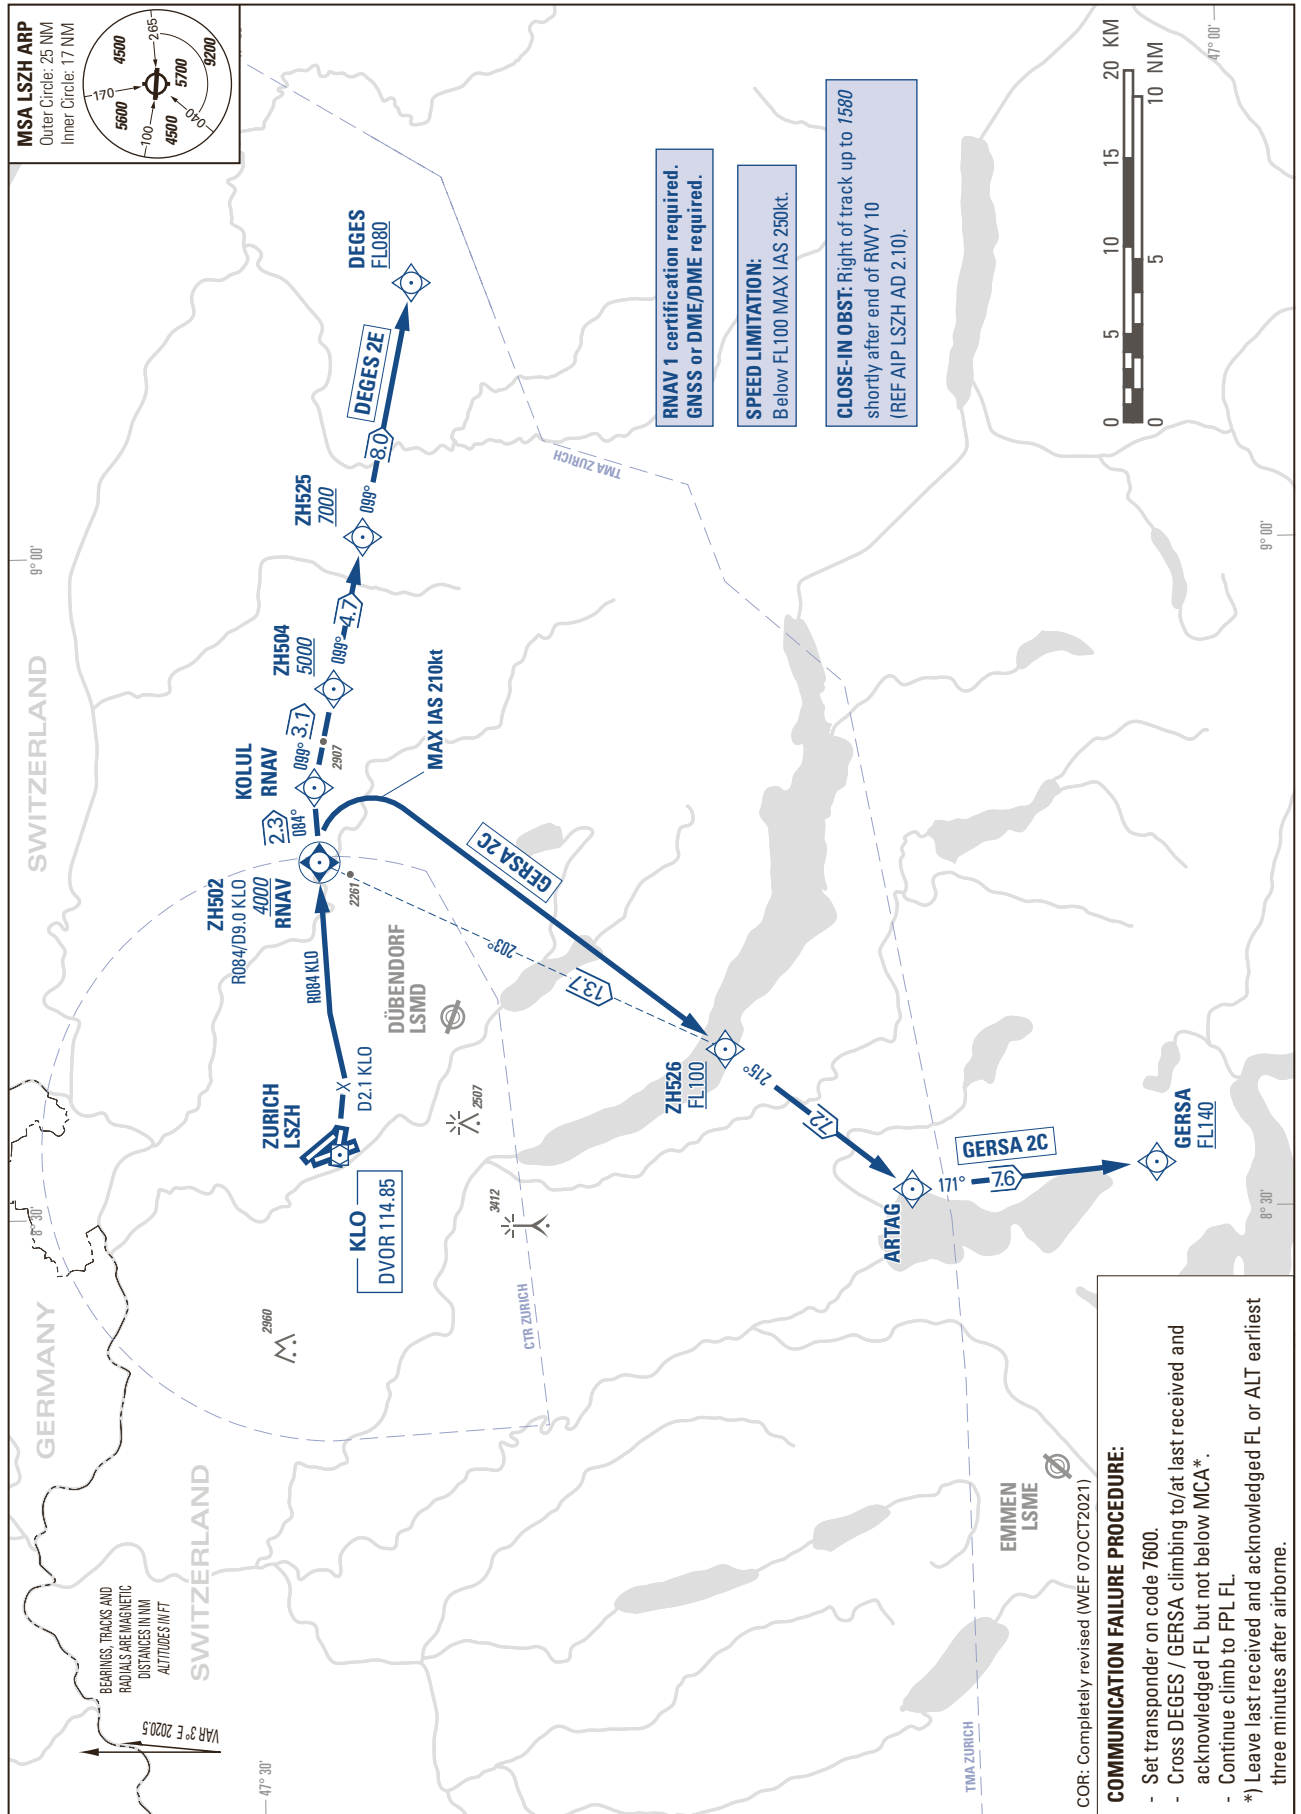 MSA LSZH ARP
Outer Circle: 25 NM
Inner Circle: 17 NM
170
265
100
040
4500
5600
5700
9200
4500
47° 00'
9° 00'
9° 00'
8° 30'
8° 30'
47° 30'
SWITZERLAND
GERMANY
SWITZERLAND
DEGES
FL080
DEGES 2E
8.0
099°
ZH525
7000
4.7
099°
ZH504
5000
3.1
099°
2907
KOLUL
RNAV
2.3
084°
MAX IAS 210kt
ZH502
R084/D9.0 KLO
4000
RNAV
R084 KLO
2261
GERSA 2C
203°
13.7
DÜBENDORF
LSMD
ZURICH
LSZH
D2.1 KLO
KLO
DVOR 114.85
2507
3412
2960
CTR ZURICH
TMA ZURICH
TMA ZURICH
ZH526
FL100
215°
7.2
ARTAG
171°
7.6
GERSA 2C
GERSA
FL140
EMMEN
LSME
RNAV 1 certification required.
GNSS or DME/DME required.
SPEED LIMITATION:
Below FL100 MAX IAS 250kt.
CLOSE-IN OBST: Right of track up to 1580
shortly after end of RWY 10
(REF AIP LSZH AD 2.10).
0 5 10 15 20 KM
0 5 10 NM
BEARINGS, TRACKS AND
RADIALS ARE MAGNETIC
DISTANCES IN NM
ALTITUDES IN FT
VAR 3° E 2020.5
COR: Completely revised (WEF 07OCT2021)
COMMUNICATION FAILURE PROCEDURE:
- Set transponder on code 7600.
- Cross DEGES / GERSA climbing to/at last received and
acknowledged FL but not below MCA*.
- Continue climb to FPL FL.
*) Leave last received and acknowledged FL or ALT earliest
three minutes after airborne.